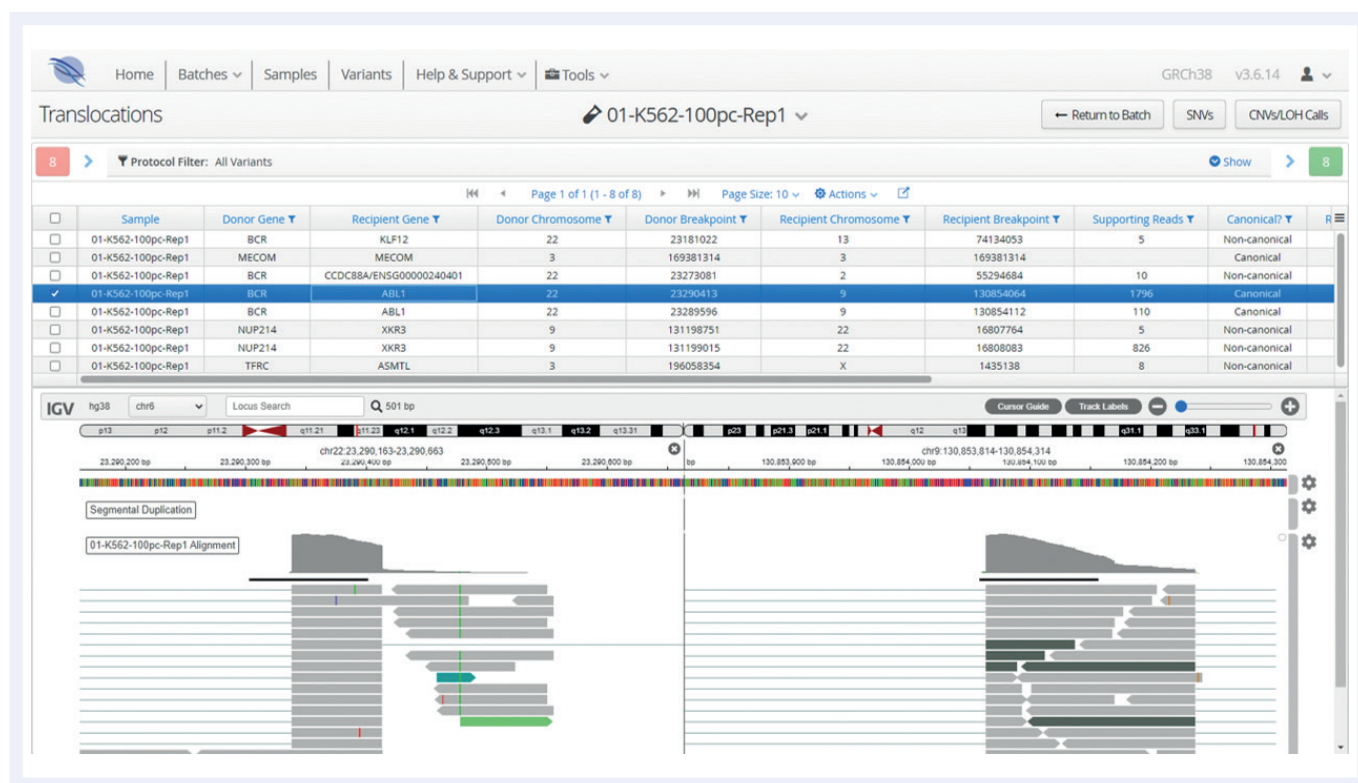 Home Batches Samples Variants Help & Support Tools GRCh38 v3.6.14
Translocations 01-K562-100pc-Rep1 Return to Batch SNVs CNVs/LOH Calls
8 Protocol Filter: All Variants Show 8
Page 1 of 1 (1 - 8 of 8) Page Size: 10 Actions
Sample Donor Gene Recipient Gene Donor Chromosome Donor Breakpoint Recipient Chromosome Recipient Breakpoint Supporting Reads Canonical? R
01-K562-100pc-Rep1 BCR KLF12 22 23181022 13 74134053 5 Non-canonical
01-K562-100pc-Rep1 MECOM MECOM 3 169381314 3 169381314 Canonical
01-K562-100pc-Rep1 BCR CCDC88A/ENSG00000240401 22 23273081 2 55294684 10 Non-canonical
01-K562-100pc-Rep1 BCR ABL1 22 23290413 9 130854064 1796 Canonical
01-K562-100pc-Rep1 BCR ABL1 22 23289596 9 130854112 110 Canonical
01-K562-100pc-Rep1 NUP214 XKR3 9 131198751 22 16807764 5 Non-canonical
01-K562-100pc-Rep1 NUP214 XKR3 9 131199015 22 16808083 826 Non-canonical
01-K562-100pc-Rep1 TFRC ASMTL 3 196058354 X 1435138 8 Non-canonical
IGV hg38 chr6 Locus Search 501 bp Cursor Guide Track Labels
p13 p12 p11.2 q11.21 q11.23 q12.1 q12.2 q12.3 q13.1 q13.2 q13.31 p23 p21.3 p21.1 q12 q13 q31.1 q33.1
chr22:23,290,163-23,290,663 chr9:130,853,814-130,854,314
23,290,200 bp 23,290,300 bp 23,290,400 bp 23,290,500 bp 23,290,600 bp bp 130,853,900 bp 130,854,000 bp 130,854,100 bp 130,854,200 bp 130,854,300
Segmental Duplication
01-K562-100pc-Rep1 Alignment